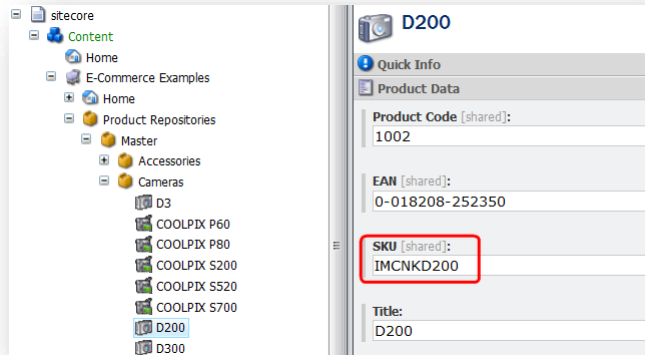 sitecore
Content
Home
E-Commerce Examples
Home
Product Repositories
Master
Accessories
Cameras
D3
COOLPIX P60
COOLPIX P80
COOLPIX S200
COOLPIX S520
COOLPIX S700
D200
D300
D200
Quick Info
Product Data
Product Code [shared]:
1002
EAN [shared]:
0-018208-252350
SKU [shared]:
IMCNKD200
Title:
D200